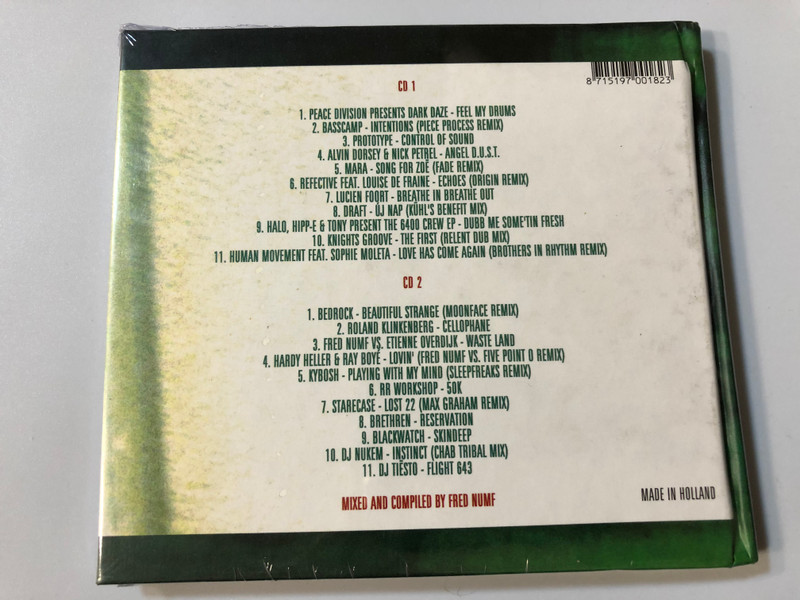 8 715197 001823
CD 1
1. PEACE DIVISION PRESENTS DARK DAZE - FEEL MY DRUMS
2. BASSCAMP - INTENTIONS (PIECE PROCESS REMIX)
3. PROTOTYPE - CONTROL OF SOUND
4. ALVIN DORSEY & NICK PETREL - ANGEL D.U.S.T.
5. MARA - SONG FOR ZOË (FADE REMIX)
6. REFECTIVE FEAT. LOUISE DE FRAINE - ECHOES (ORIGIN REMIX)
7. LUCIEN FOORT - BREATHE IN BREATHE OUT
8. DRAFT - ÚJ NAP (KÜHL'S BENEFIT MIX)
9. HALO, HIPP-E & TONY PRESENT THE 6400 CREW EP - DUBB ME SOME'TIN FRESH
10. KNIGHTS GROOVE - THE FIRST (RELENT DUB MIX)
11. HUMAN MOVEMENT FEAT. SOPHIE MOLETA - LOVE HAS COME AGAIN (BROTHERS IN RHYTHM REMIX)
CD 2
1. BEDROCK - BEAUTIFUL STRANGE (MOONFACE REMIX)
2. ROLAND KLINKENBERG - CELLOPHANE
3. FRED NUMF VS. ETIENNE OVERDIJK - WASTE LAND
4. HARDY HELLER & RAY BOYÉ - LOVIN' (FRED NUMF VS. FIVE POINT O REMIX)
5. KYBOSH - PLAYING WITH MY MIND (SLEEPFREAKS REMIX)
6. RR WORKSHOP - 50K
7. STARECASE - LOST 22 (MAX GRAHAM REMIX)
8. BRETHREN - RESERVATION
9. BLACKWATCH - SKINDEEP
10. DJ NUKEM - INSTINCT (CHAB TRIBAL MIX)
11. DJ TIËSTO - FLIGHT 643
MIXED AND COMPILED BY FRED NUMF
MADE IN HOLLAND